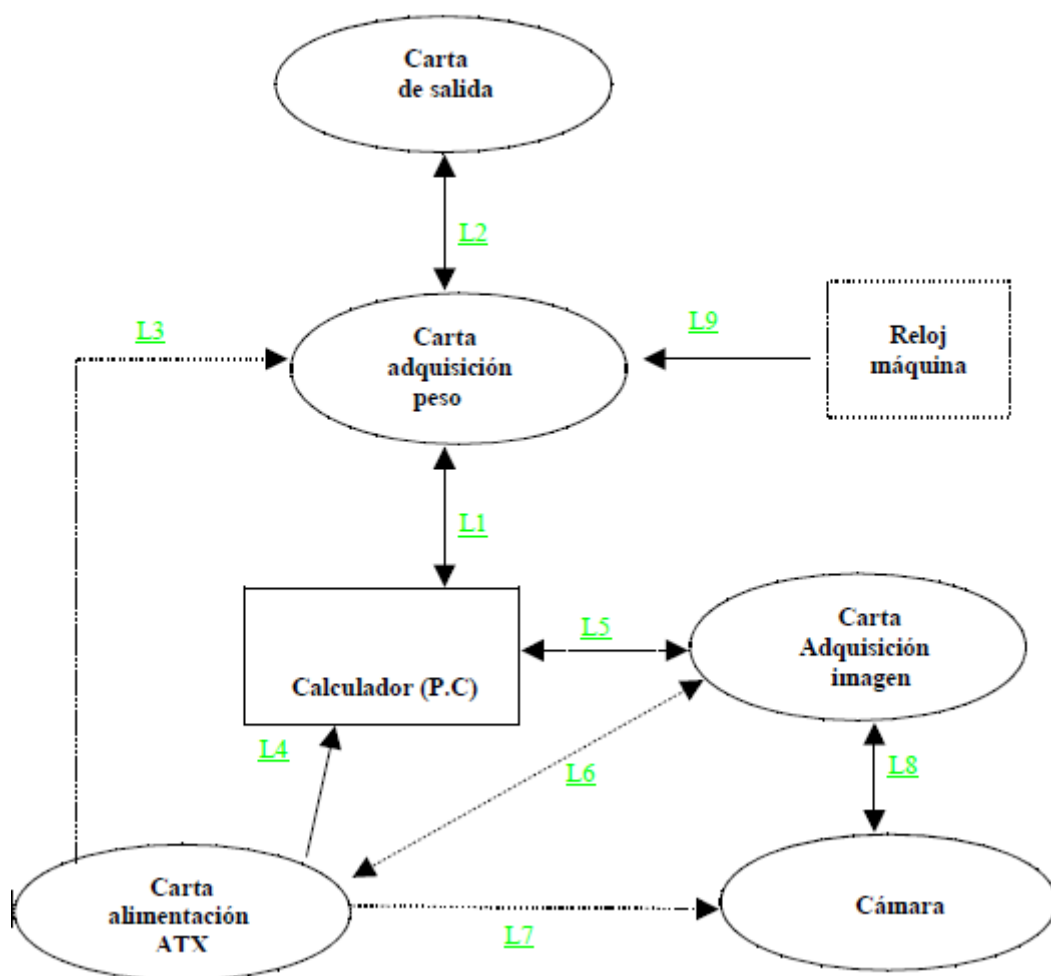 Carta
de salida
L2
L3
L9
Carta
adquisición
peso
Reloj
máquina
L1
Carta
Adquisición
imagen
L5
Calculador (P.C)
L4
L6
L8
Carta
alimentación
ATX
Cámara
L7